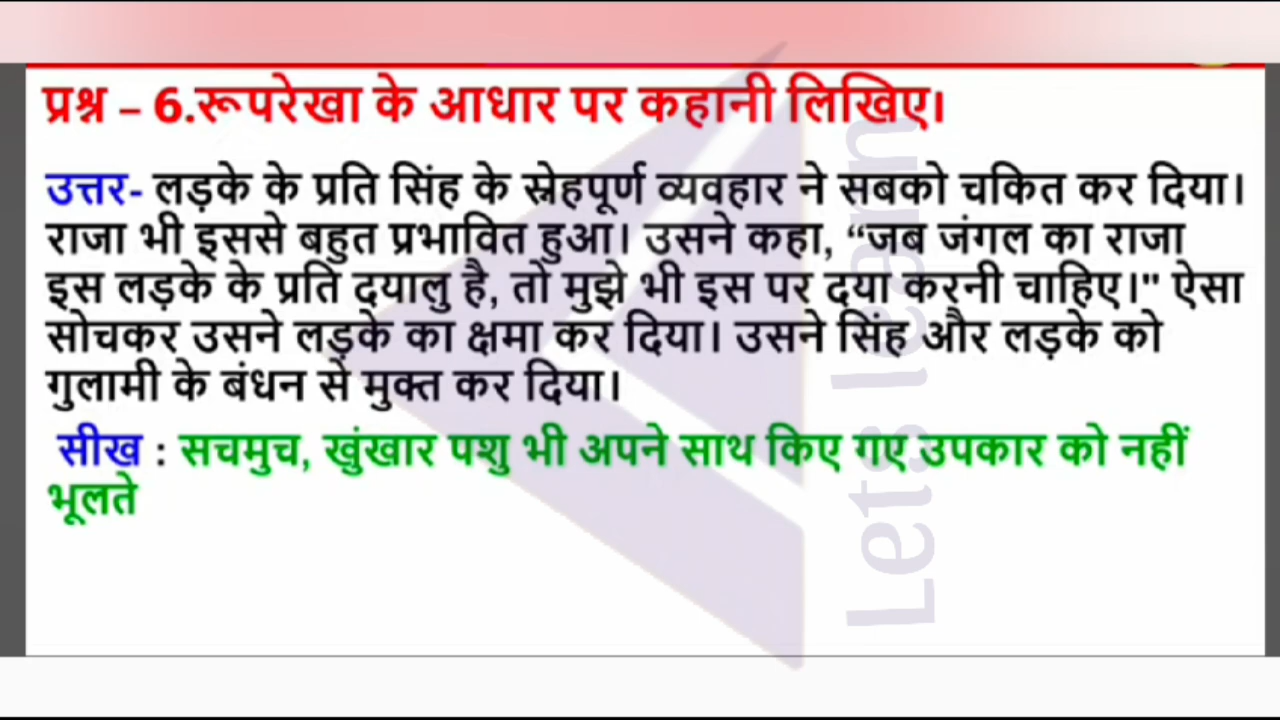 प्रश्न – 6.रूपरेखा के आधार पर कहानी लिखिए।
उत्तर- लड़के के प्रति सिंह के स्नेहपूर्ण व्यवहार ने सबको चकित कर दिया।
राजा भी इससे बहुत प्रभावित हुआ। उसने कहा, “जब जंगल का राजा
इस लड़के के प्रति दयालु है, तो मुझे भी इस पर दया करनी चाहिए।" ऐसा
सोचकर उसने लड़के का क्षमा कर दिया। उसने सिंह और लड़के को
गुलामी के बंधन से मुक्त कर दिया।
सीख : सचमुच, खुंखार पशु भी अपने साथ किए गए उपकार को नहीं
भूलते
Lets learn